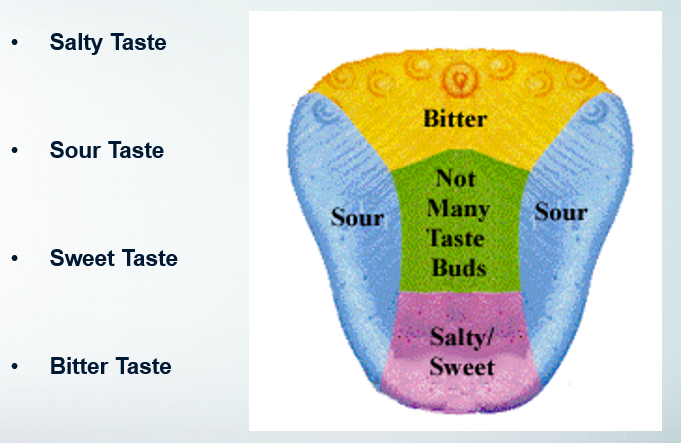 • Salty Taste
• Sour Taste
• Sweet Taste
• Bitter Taste
Bitter
Not
Many
Taste
Buds
Sour
Sour
Salty/
Sweet